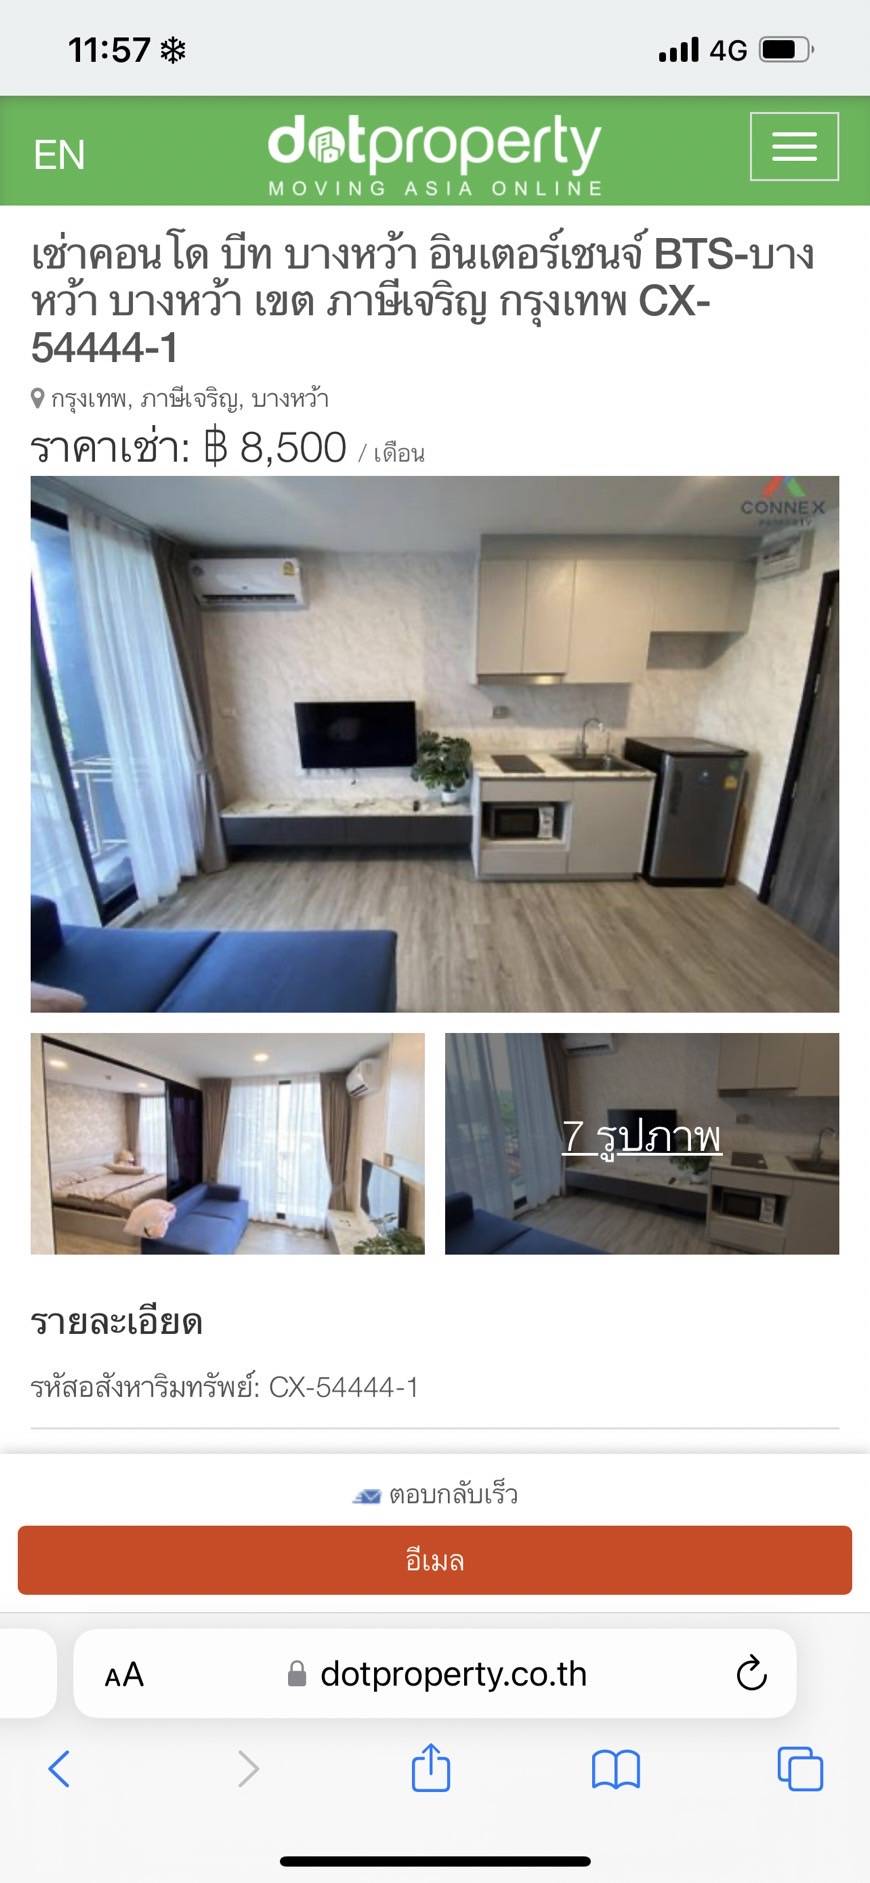 11:57
4G
EN
dotproperty
MOVING ASIA ONLINE
เช่าคอนโด บีท บางหว้า อินเตอร์เชนจ์ BTS-บาง
หว้า บางหว้า เขต ภาษีเจริญ กรุงเทพ CX-
54444-1
กรุงเทพ, ภาษีเจริญ, บางหว้า
ราคาเช่า: ฿ 8,500 / เดือน
CONNEX
PROPERTY
7 รูปภาพ
รายละเอียด
รหัสอสังหาริมทรัพย์: CX-54444-1
ตอบกลับเร็ว
อีเมล
AA
dotproperty.co.th